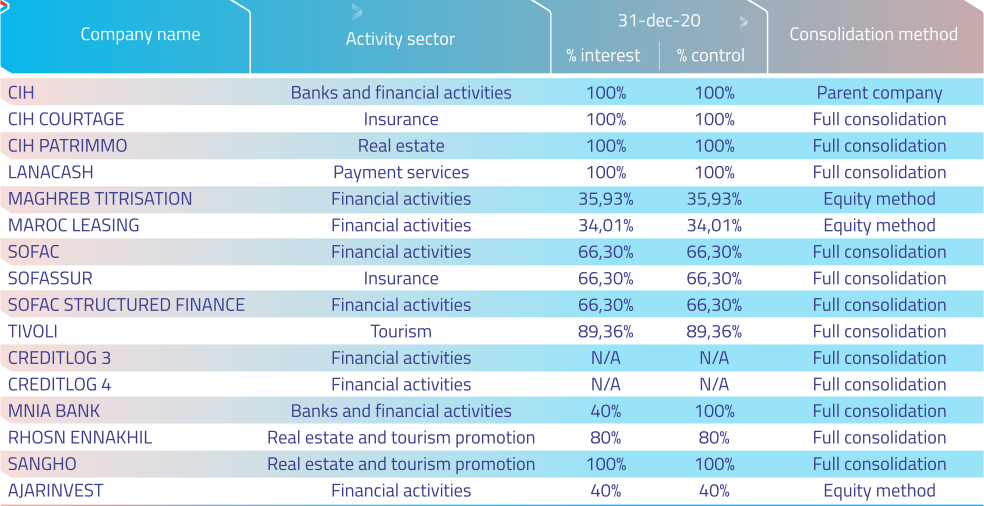 Company name Activity sector 31-dec-20 Consolidation method
% interest % control
CIH Banks and financial activities 100% 100% Parent company
CIH COURTAGE Insurance 100% 100% Full consolidation
CIH PATRIMMO Real estate 100% 100% Full consolidation
LANACASH Payment services 100% 100% Full consolidation
MAGHREB TITRISATION Financial activities 35,93% 35,93% Equity method
MAROC LEASING Financial activities 34,01% 34,01% Equity method
SOFAC Financial activities 66,30% 66,30% Full consolidation
SOFASSUR Insurance 66,30% 66,30% Full consolidation
SOFAC STRUCTURED FINANCE Financial activities 66,30% 66,30% Full consolidation
TIVOLI Tourism 89,36% 89,36% Full consolidation
CREDITLOG 3 Financial activities N/A N/A Full consolidation
CREDITLOG 4 Financial activities N/A N/A Full consolidation
MNIA BANK Banks and financial activities 40% 100% Full consolidation
RHOSN ENNAKHIL Real estate and tourism promotion 80% 80% Full consolidation
SANGHO Real estate and tourism promotion 100% 100% Full consolidation
AJARINVEST Financial activities 40% 40% Equity method